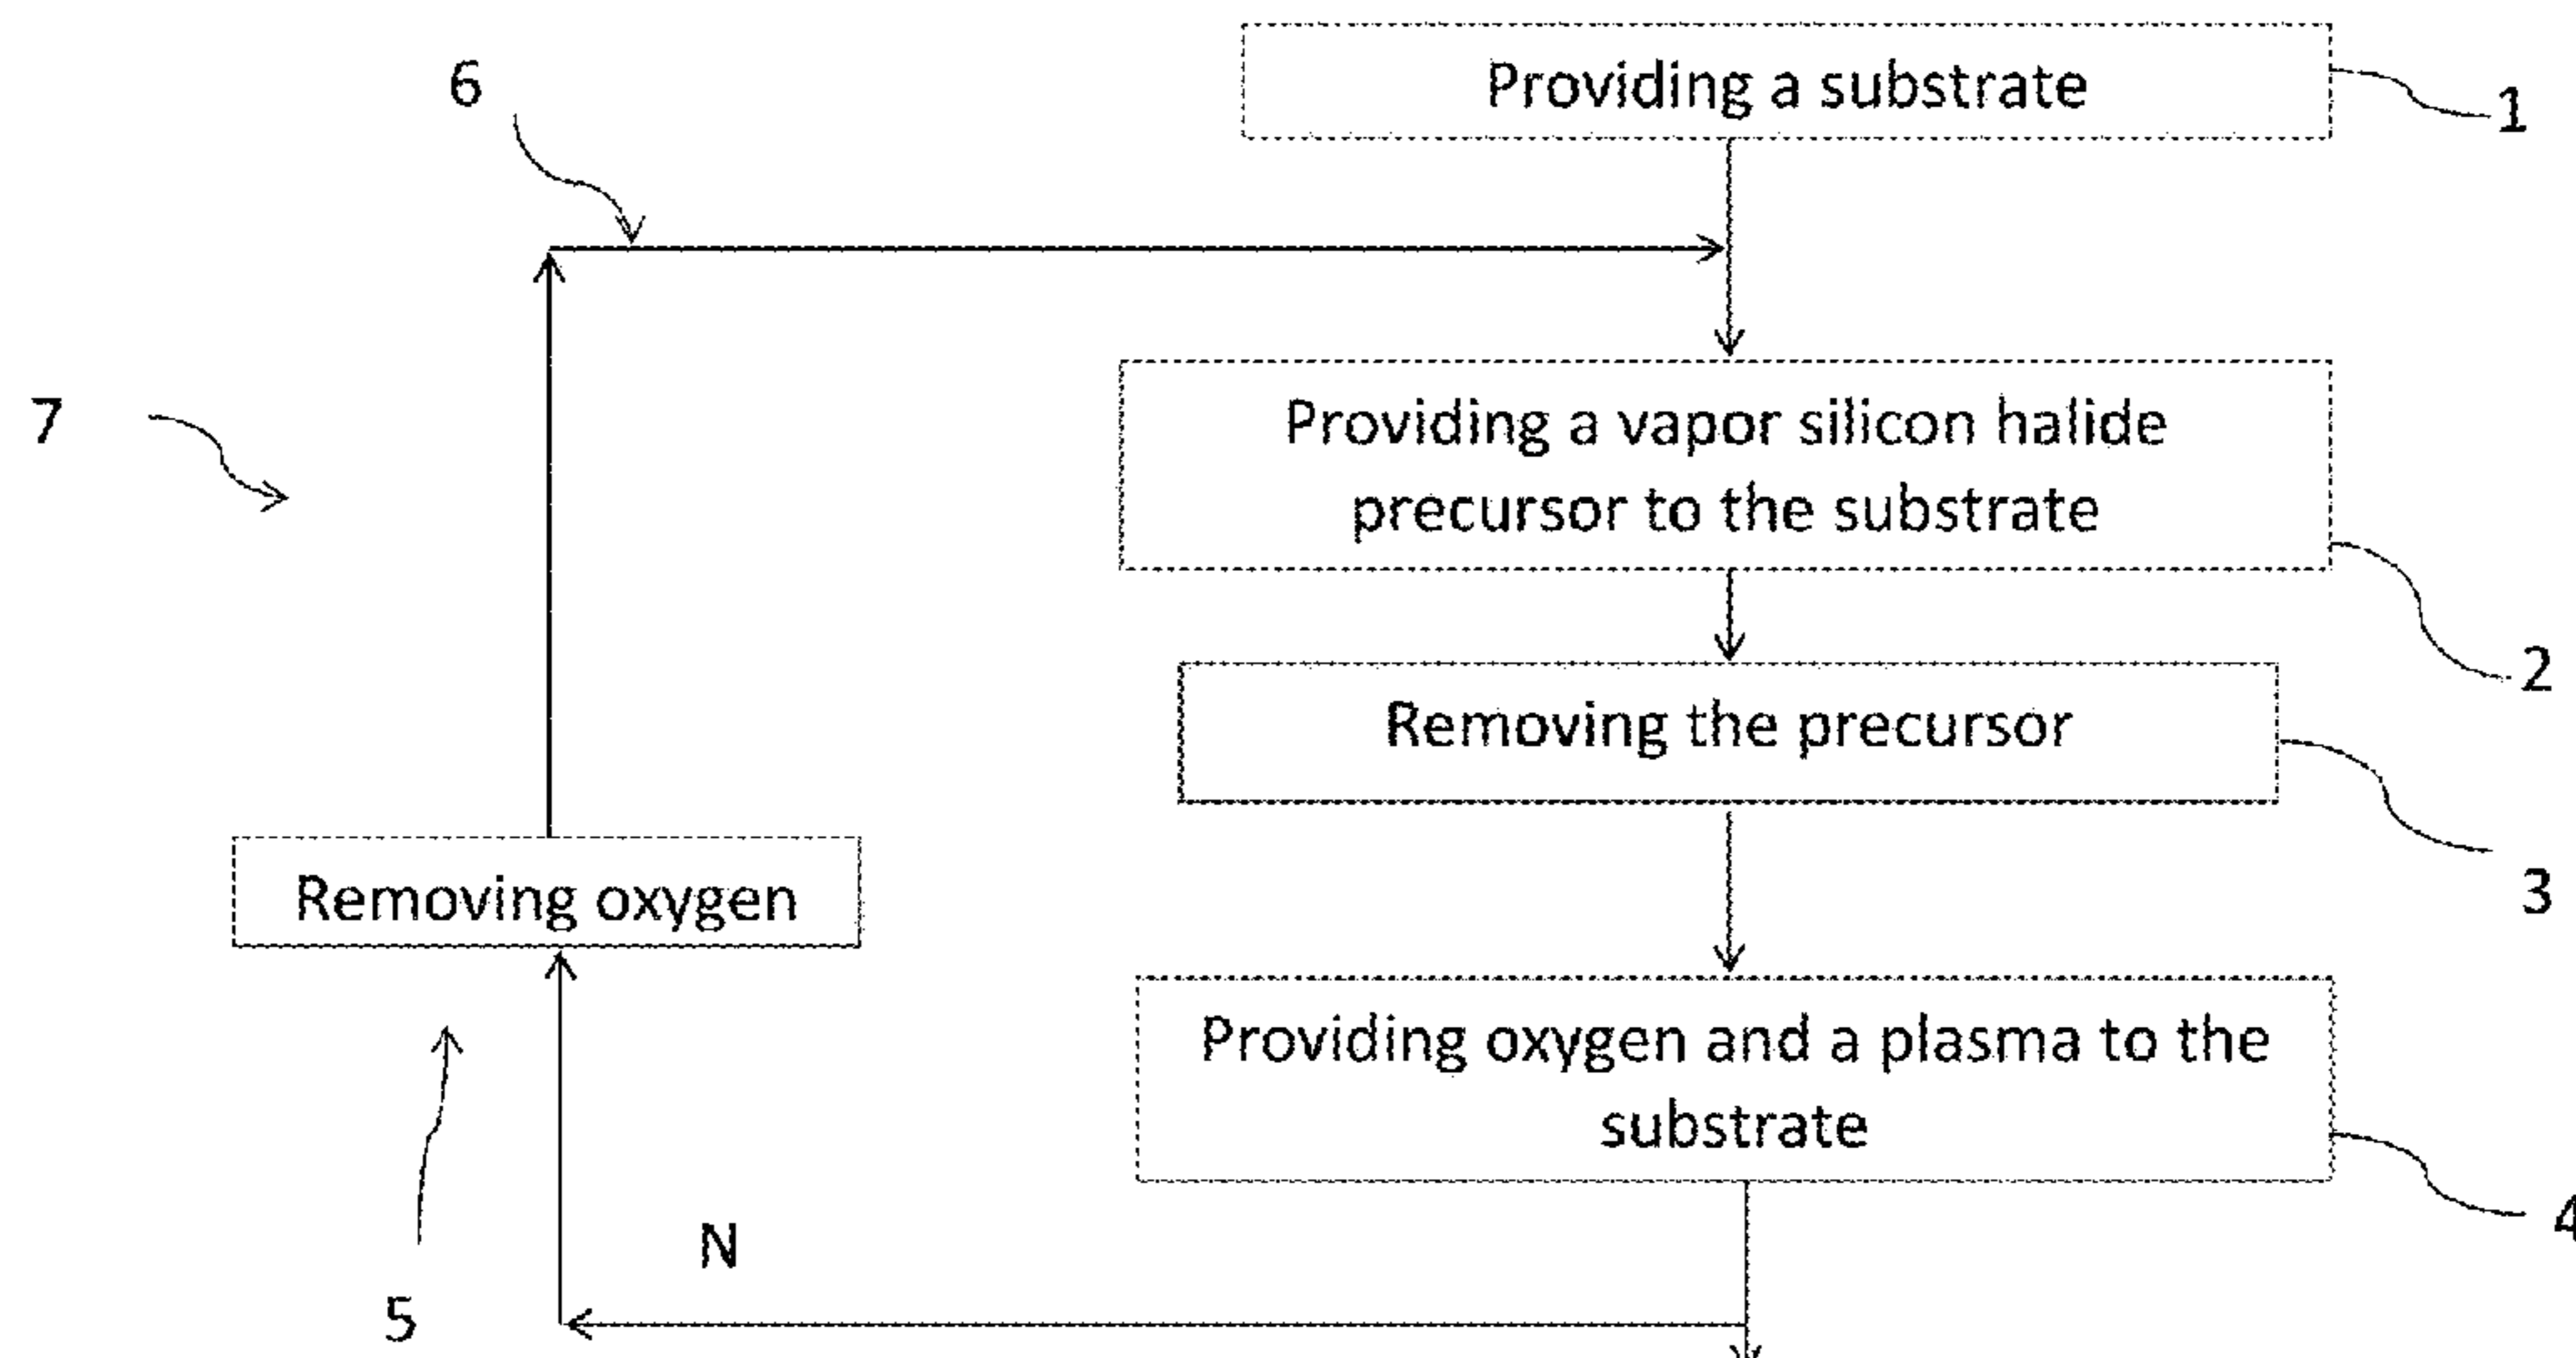 6
Providing a substrate
1
7
Providing a vapor silicon halide
precursor to the substrate
2
Removing the precursor
3
Removing oxygen
Providing oxygen and a plasma to the
substrate
4
N
5